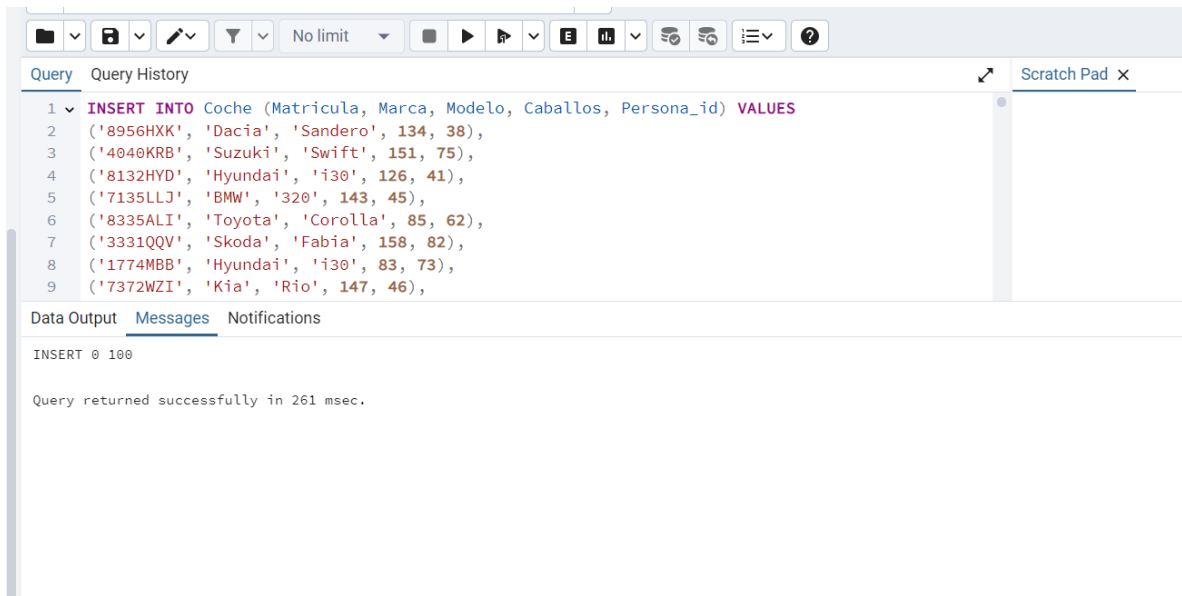 No limit
Query Query History
Scratch Pad
1 INSERT INTO Coche (Matricula, Marca, Modelo, Caballos, Persona_id) VALUES
2 ('8956HXK', 'Dacia', 'Sandero', 134, 38),
3 ('4040KRB', 'Suzuki', 'Swift', 151, 75),
4 ('8132HYD', 'Hyundai', 'i30', 126, 41),
5 ('7135LLJ', 'BMW', '320', 143, 45),
6 ('8335ALI', 'Toyota', 'Corolla', 85, 62),
7 ('3331QQV', 'Skoda', 'Fabia', 158, 82),
8 ('1774MBB', 'Hyundai', 'i30', 83, 73),
9 ('7372WZI', 'Kia', 'Rio', 147, 46),
Data Output Messages Notifications
INSERT 0 100
Query returned successfully in 261 msec.